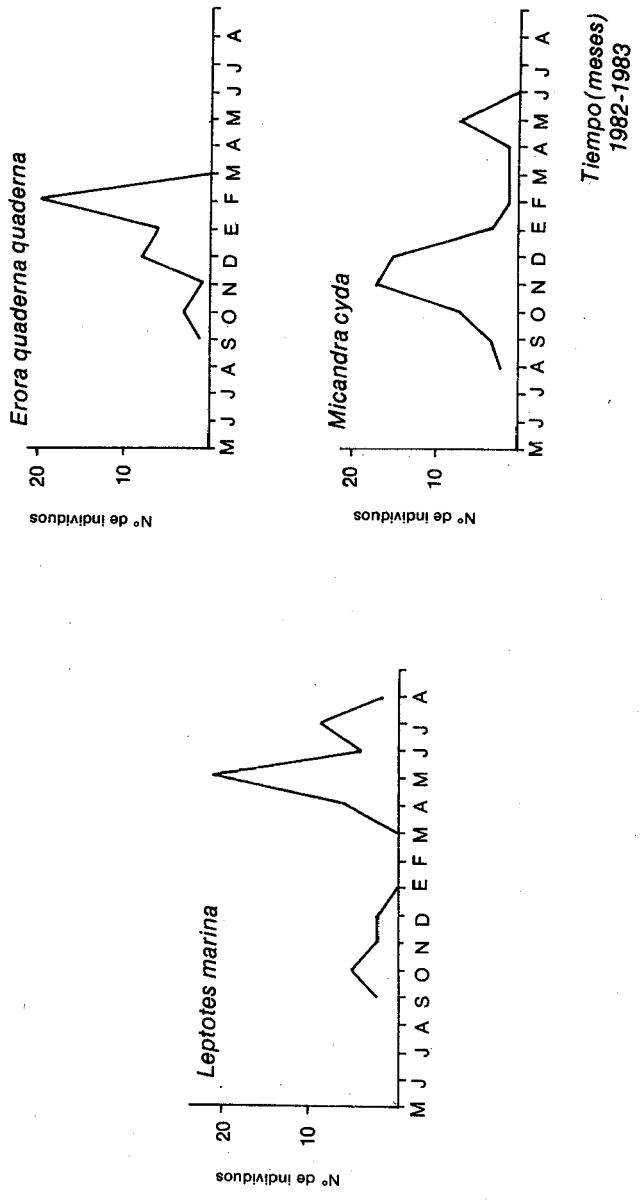 Leptotes marina
Nº de individuos
20
10
M J J A S O N D E F M A M J J A
Erora quaderna quaderna
Nº de individuos
20
10
M J J A S O N D E F M A M J J A
Micandra cyda
Nº de individuos
20
10
M J J A S O N D E F M A M J J A
Tiempo (meses)
1982-1983